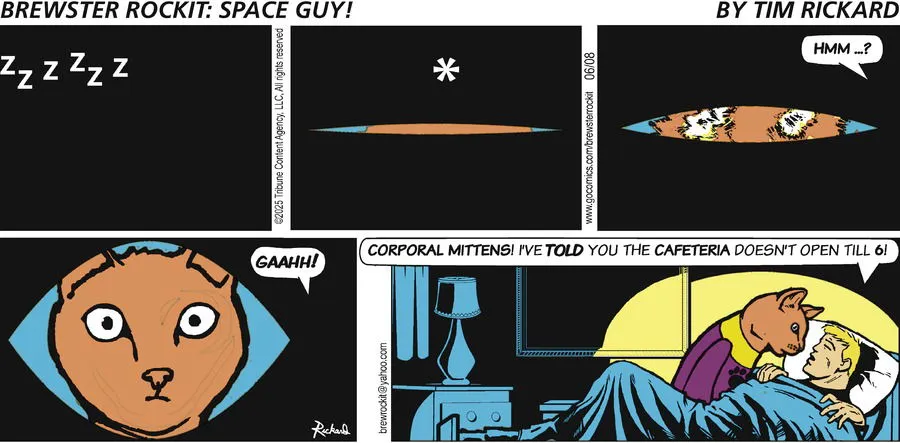 BREWSTER ROCKIT: SPACE GUY!
BY TIM RICKARD
ZZ Z ZZ Z
©2025 Tribune Content Agency, LLC, All rights reserved
*
www.gocomics.com/brewsterrockit 06/08
HMM ...?
GAAHH!
Rickard
CORPORAL MITTENS! I'VE TOLD YOU THE CAFETERIA DOESN'T OPEN TILL 6!
brewrockit@yahoo.com